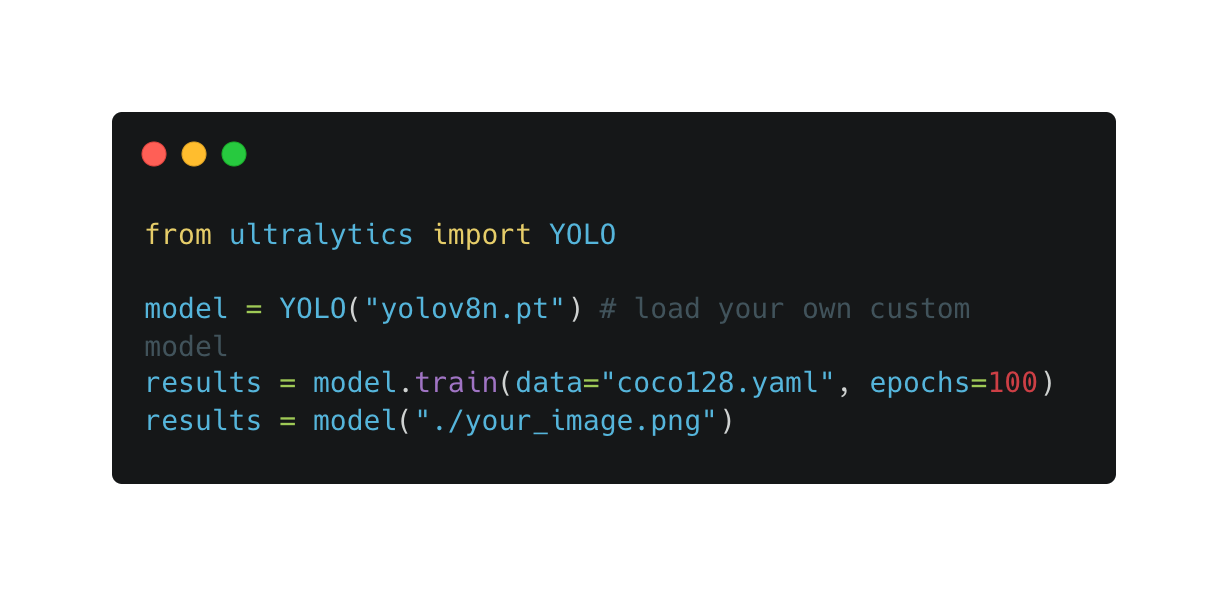 from ultralytics import YOLO
model = YOLO("yolov8n.pt") # load your own custom
model
results = model.train(data="coco128.yaml", epochs=100)
results = model("./your_image.png")